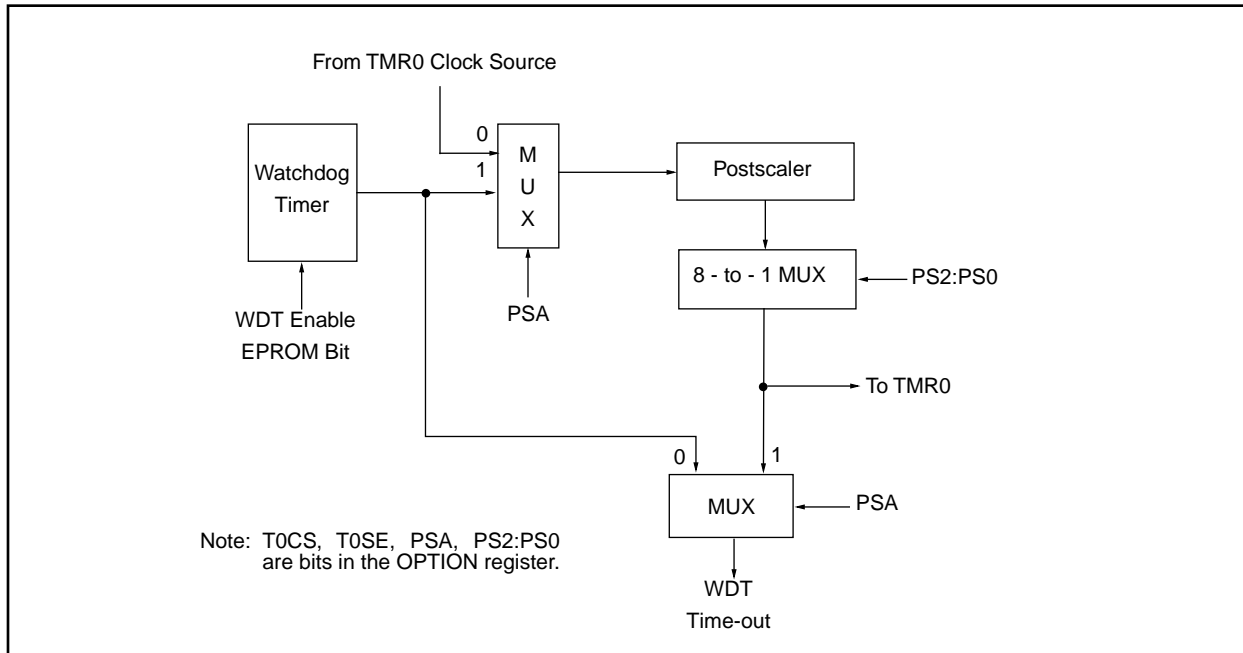 From TMR0 Clock Source
0
1
M
U
X
Watchdog
Timer
Postscaler
8 - to - 1 MUX
PS2:PS0
PSA
WDT Enable
EPROM Bit
To TMR0
0
1
MUX
PSA
Note: T0CS, T0SE, PSA, PS2:PS0
are bits in the OPTION register.
WDT
Time-out